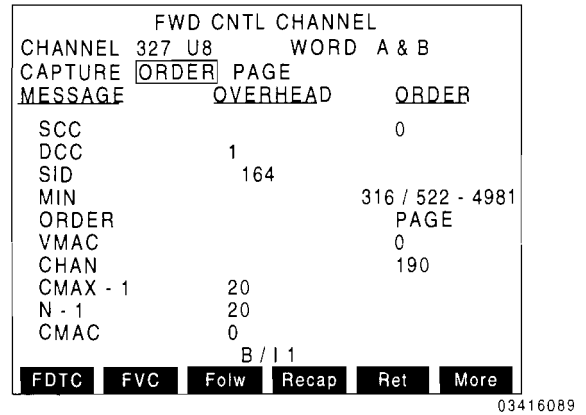 FWD CNTL CHANNEL
CHANNEL 327 U8 WORD A & B
CAPTURE ORDER PAGE
MESSAGE OVERHEAD ORDER
SCC 0
DCC 1
SID 164
MIN 316 / 522 - 4981
ORDER PAGE
VMAC 0
CHAN 190
CMAX - 1 20
N - 1 20
CMAC 0
B / I 1
FDTC FVC Folw Recap Ret More
03416089